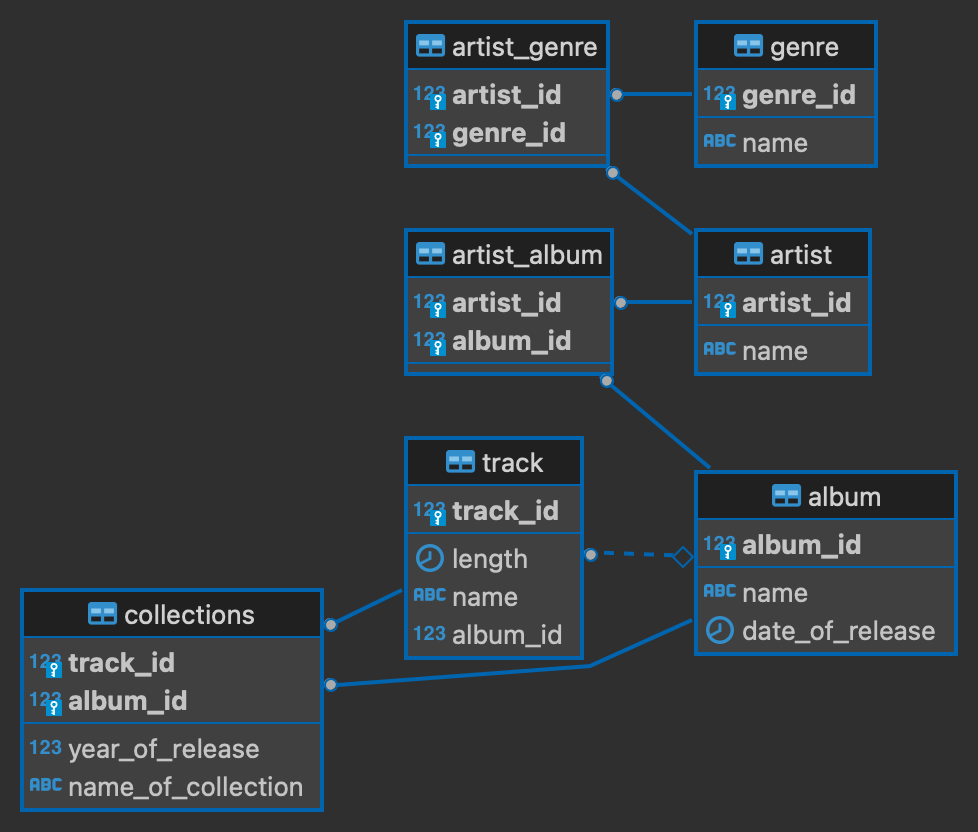 artist_genre
123 artist_id
123 genre_id
genre
123 genre_id
ABC name
artist_album
123 artist_id
123 album_id
artist
123 artist_id
ABC name
track
123 track_id
length
ABC name
123 album_id
album
123 album_id
ABC name
date_of_release
collections
123 track_id
123 album_id
123 year_of_release
ABC name_of_collection